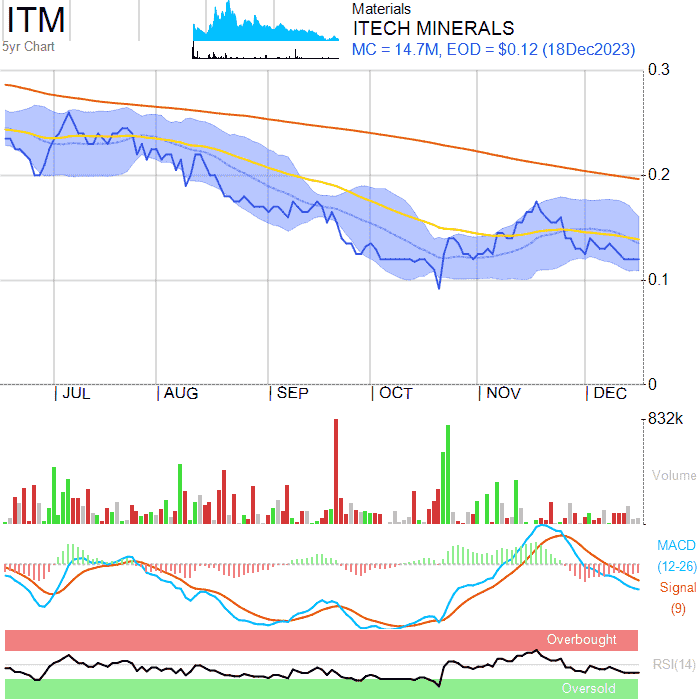 ITM
5yr Chart
Materials
ITECH MINERALS
MC = 14.7M, EOD = $0.12 (18Dec2023)
0.3
0.2
0.1
0
JUL AUG SEP OCT NOV DEC
832k
Volume
MACD
(12-26)
Signal
(9)
Overbought
RSI(14)
Oversold